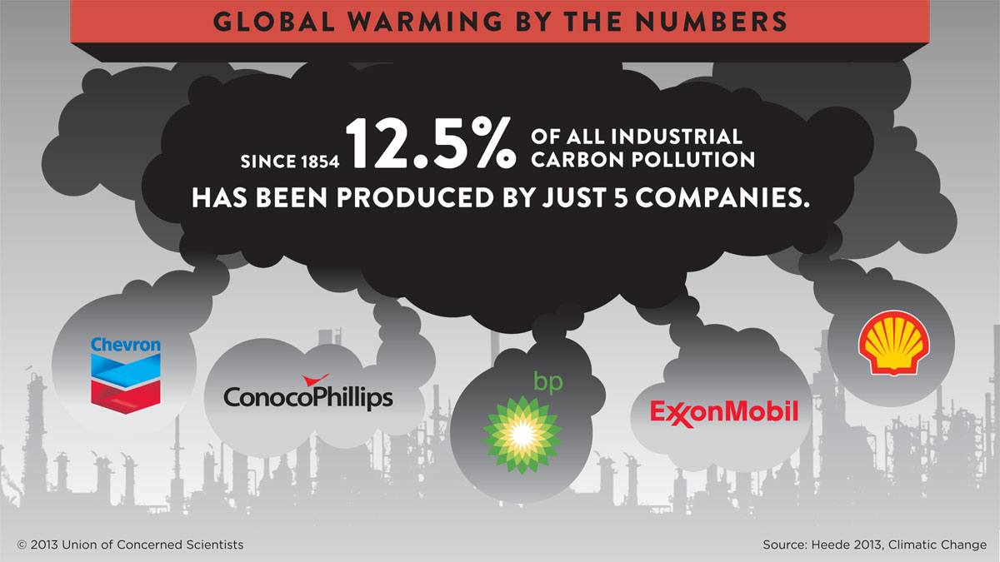 GLOBAL WARMING BY THE NUMBERS
SINCE 1854 12.5% OF ALL INDUSTRIAL
CARBON POLLUTION
HAS BEEN PRODUCED BY JUST 5 COMPANIES.
Chevron
ConocoPhillips
bp
ExxonMobil
© 2013 Union of Concerned Scientists
Source: Heede 2013, Climatic Change